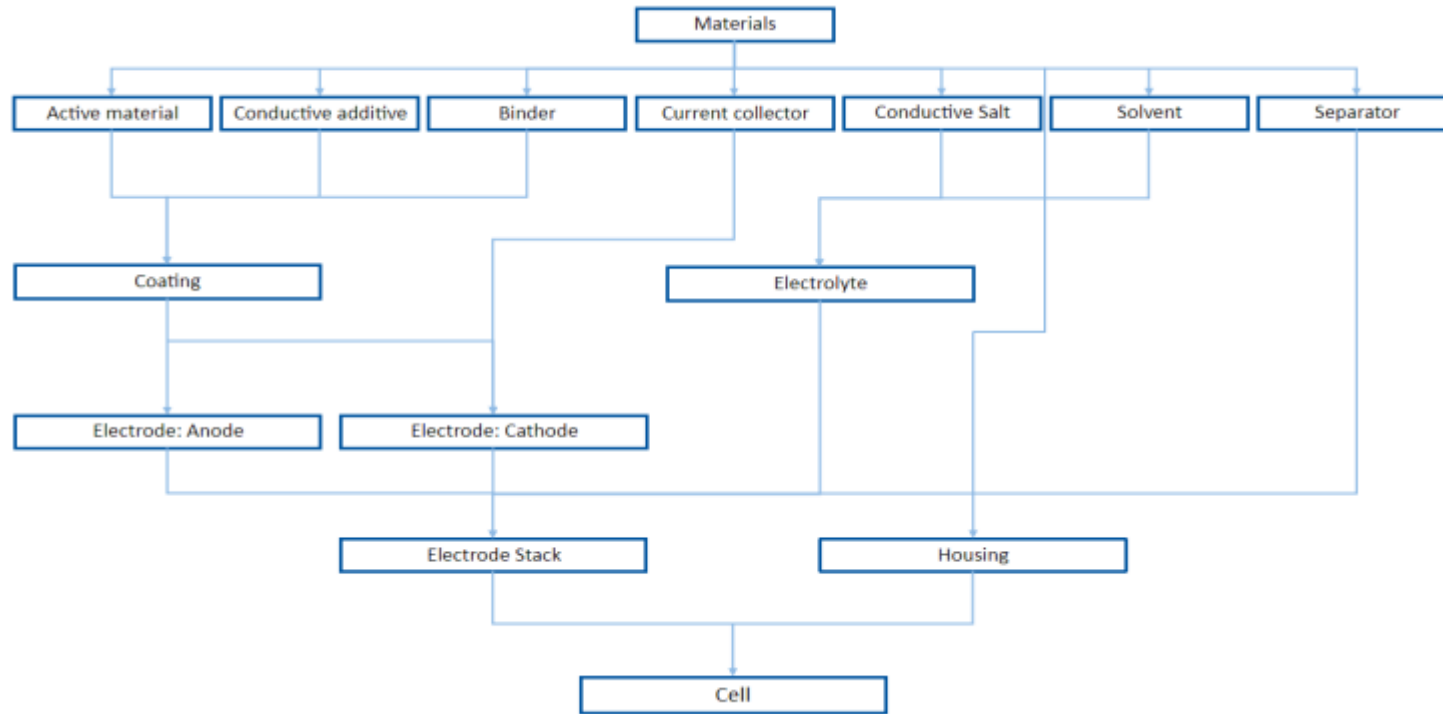 Materials
Active material
Conductive additive
Binder
Current collector
Conductive Salt
Solvent
Separator
Coating
Electrolyte
Electrode: Anode
Electrode: Cathode
Electrode Stack
Housing
Cell